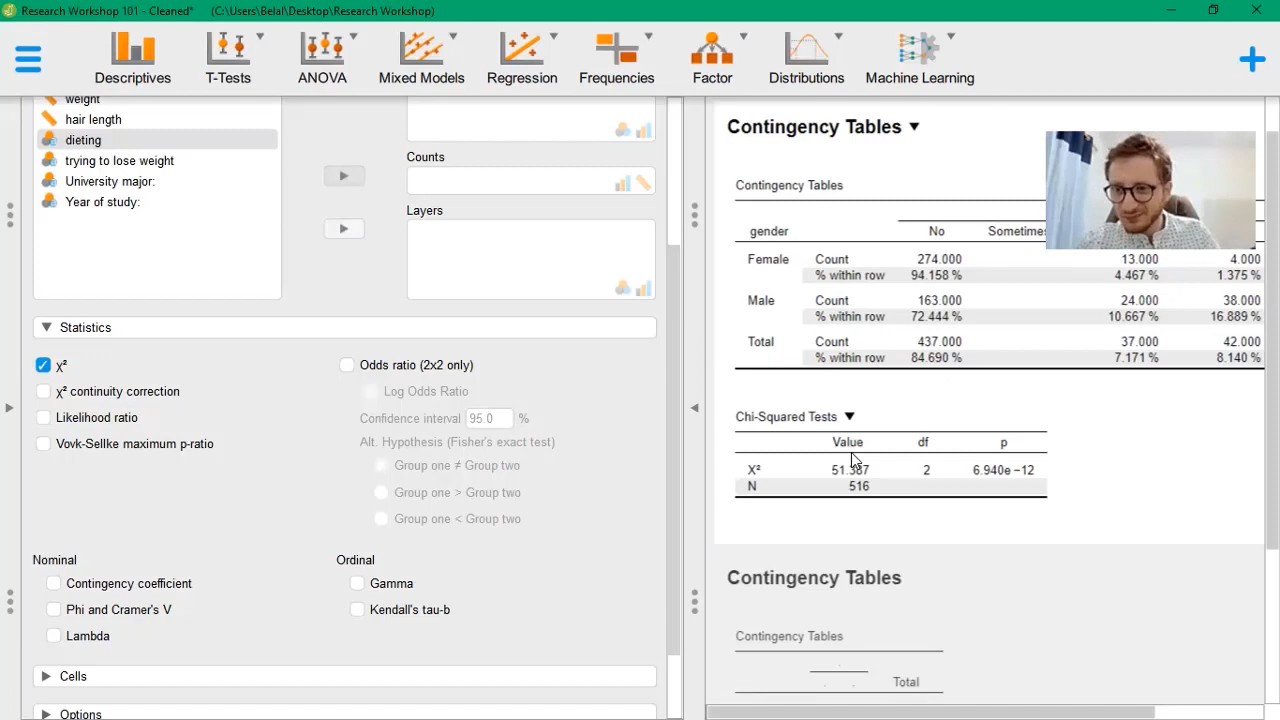 Research Workshop 101 - Cleaned* (C:\Users\Belal\Desktop\Research Workshop)
Descriptives T-Tests ANOVA Mixed Models Regression Frequencies Factor Distributions Machine Learning
weight
hair length
dieting
trying to lose weight
University major:
Year of study:
Counts
Layers
Statistics
χ²
χ² continuity correction
Likelihood ratio
Vovk-Sellke maximum p-ratio
Odds ratio (2x2 only)
Log Odds Ratio
Confidence interval 95.0 %
Alt. Hypothesis (Fisher's exact test)
Group one ≠ Group two
Group one > Group two
Group one < Group two
Nominal
Contingency coefficient
Phi and Cramer's V
Lambda
Ordinal
Gamma
Kendall's tau-b
Cells
Options
Contingency Tables
Contingency Tables
gender No Sometimes
Female Count 274.000 13.000 4.000
% within row 94.158 % 4.467 % 1.375 %
Male Count 163.000 24.000 38.000
% within row 72.444 % 10.667 % 16.889 %
Total Count 437.000 37.000 42.000
% within row 84.690 % 7.171 % 8.140 %
Chi-Squared Tests
Value df p
X² 2 6.940e −12
N 516
Contingency Tables
Contingency Tables
Total